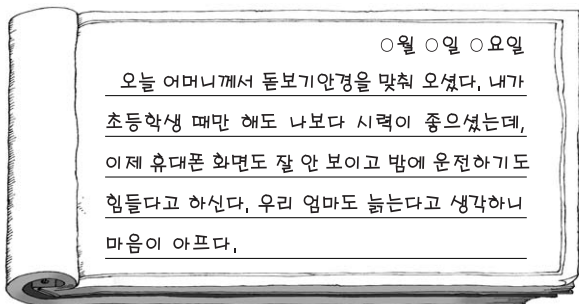 ○월 ○일 ○요일
오늘 어머니께서 돋보기안경을 맞춰 오셨다. 내가
초등학생 때만 해도 나보다 시력이 좋으셨는데,
이제 휴대폰 화면도 잘 안 보이고 밤에 운전하기도
힘들다고 하신다. 우리 엄마도 늙는다고 생각하니
마음이 아프다.